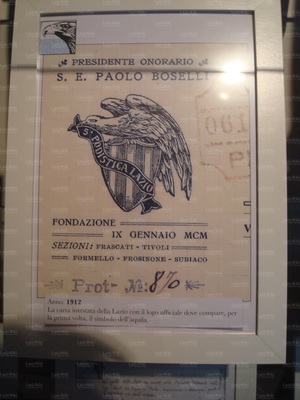 PRESIDENTE ONORARIO
S. E. PAOLO BOSELLI
Sᵃ PODISTICA LAZIO
FONDAZIONE
IX GENNAIO MCM
SEZIONI: FRASCATI - TIVOLI
FORMELLO - FROSINONE - SUBIACO
Prot- №: 870
Anno: 1912
La carta intestata della Lazio con il logo ufficiale dove compare, per
la prima volta, il simbolo dell'aquila.